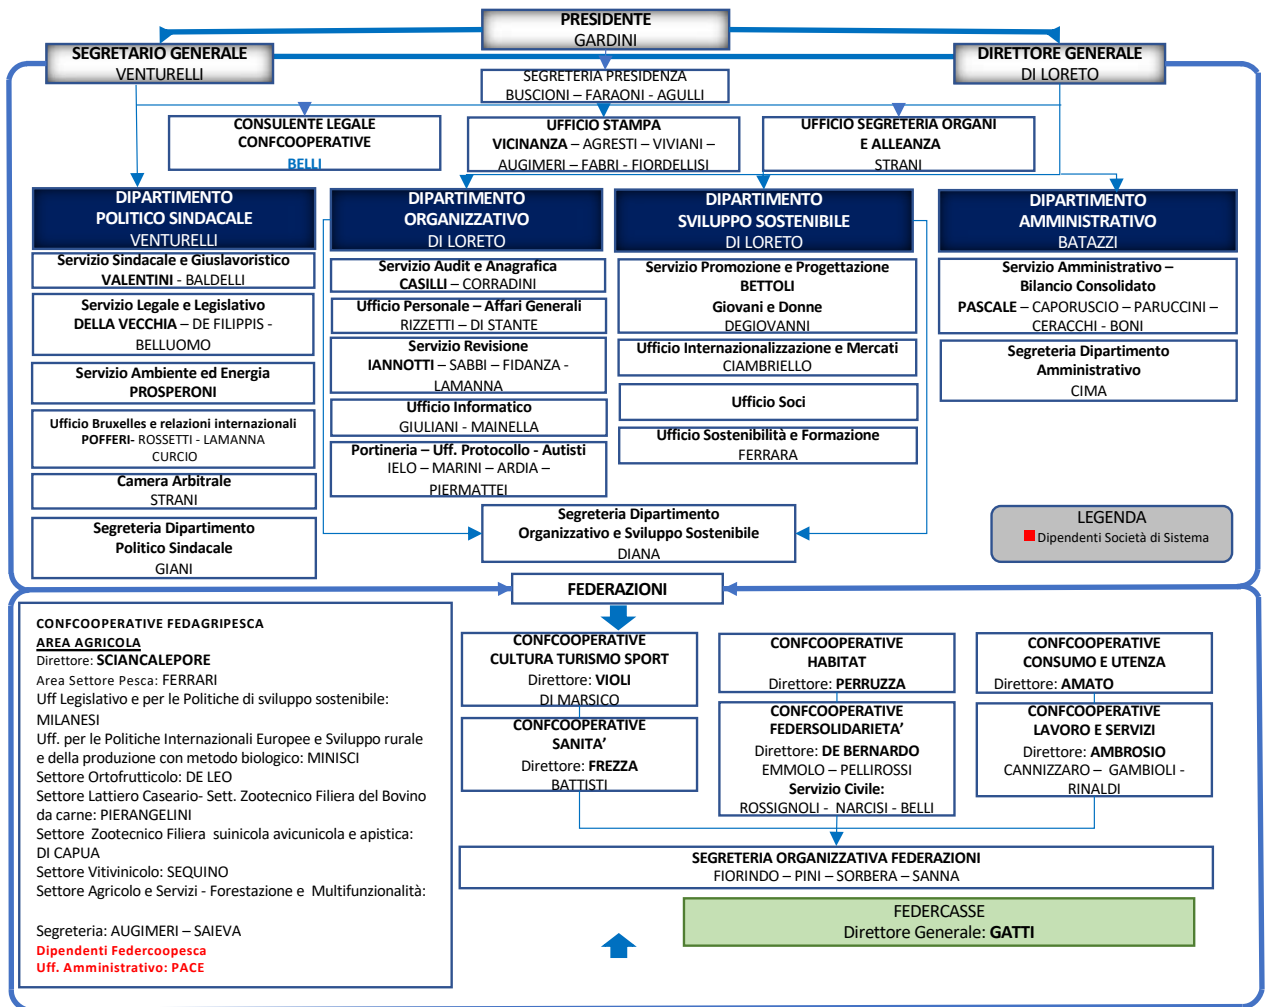 PRESIDENTE
GARDINI
SEGRETARIO GENERALE
VENTURELLI
DIRETTORE GENERALE
DI LORETO
SEGRETERIA PRESIDENZA
BUSCIONI – FARAONI - AGULLI
CONSULENTE LEGALE
CONFCOOPERATIVE
BELLI
UFFICIO STAMPA
VICINANZA – AGRESTI – VIVIANI –
AUGIMERI – FABRI - FIORDELLISI
UFFICIO SEGRETERIA ORGANI
E ALLEANZA
STRANI
DIPARTIMENTO
POLITICO SINDACALE
VENTURELLI
Servizio Sindacale e Giuslavoristico
VALENTINI - BALDELLI
Servizio Legale e Legislativo
DELLA VECCHIA – DE FILIPPIS -
BELLUOMO
Servizio Ambiente ed Energia
PROSPERONI
Ufficio Bruxelles e relazioni internazionali
POFFERI- ROSSETTI - LAMANNA
CURCIO
Camera Arbitrale
STRANI
Segreteria Dipartimento
Politico Sindacale
GIANI
DIPARTIMENTO
ORGANIZZATIVO
DI LORETO
Servizio Audit e Anagrafica
CASILLI – CORRADINI
Ufficio Personale – Affari Generali
RIZZETTI – DI STANTE
Servizio Revisione
IANNOTTI – SABBI – FIDANZA -
LAMANNA
Ufficio Informatico
GIULIANI - MAINELLA
Portineria – Uff. Protocollo - Autisti
IELO – MARINI – ARDIA –
PIERMATTEI
DIPARTIMENTO
SVILUPPO SOSTENIBILE
DI LORETO
Servizio Promozione e Progettazione
BETTOLI
Giovani e Donne
DEGIOVANNI
Ufficio Internazionalizzazione e Mercati
CIAMBRIELLO
Ufficio Soci
Ufficio Sostenibilità e Formazione
FERRARA
DIPARTIMENTO
AMMINISTRATIVO
BATAZZI
Servizio Amministrativo –
Bilancio Consolidato
PASCALE – CAPORUSCIO – PARUCCINI –
CERACCHI - BONI
Segreteria Dipartimento
Amministrativo
CIMA
Segreteria Dipartimento
Organizzativo e Sviluppo Sostenibile
DIANA
LEGENDA
Dipendenti Società di Sistema
FEDERAZIONI
CONFCOOPERATIVE FEDAGRIPESCA
AREA AGRICOLA
Direttore: SCIANCALEPORE
Area Settore Pesca: FERRARI
Uff Legislativo e per le Politiche di sviluppo sostenibile:
MILANESI
Uff. per le Politiche Internazionali Europee e Sviluppo rurale
e della produzione con metodo biologico: MINISCI
Settore Ortofrutticolo: DE LEO
Settore Lattiero Caseario- Sett. Zootecnico Filiera del Bovino
da carne: PIERANGELINI
Settore Zootecnico Filiera suinicola avicunicola e apistica:
DI CAPUA
Settore Vitivinicolo: SEQUINO
Settore Agricolo e Servizi - Forestazione e Multifunzionalità:
Segreteria: AUGIMERI – SAIEVA
Dipendenti Federcoopesca
Uff. Amministrativo: PACE
CONFCOOPERATIVE
CULTURA TURISMO SPORT
Direttore: VIOLI
DI MARSICO
CONFCOOPERATIVE
HABITAT
Direttore: PERRUZZA
CONFCOOPERATIVE
CONSUMO E UTENZA
Direttore: AMATO
CONFCOOPERATIVE
SANITA’
Direttore: FREZZA
BATTISTI
CONFCOOPERATIVE
FEDERSOLIDARIETA’
Direttore: DE BERNARDO
EMMOLO – PELLIROSSI
Servizio Civile:
ROSSIGNOLI - NARCISI - BELLI
CONFCOOPERATIVE
LAVORO E SERVIZI
Direttore: AMBROSIO
CANNIZZARO – GAMBIOLI -
RINALDI
SEGRETERIA ORGANIZZATIVA FEDERAZIONI
FIORINDO – PINI – SORBERA – SANNA
FEDERCASSE
Direttore Generale: GATTI